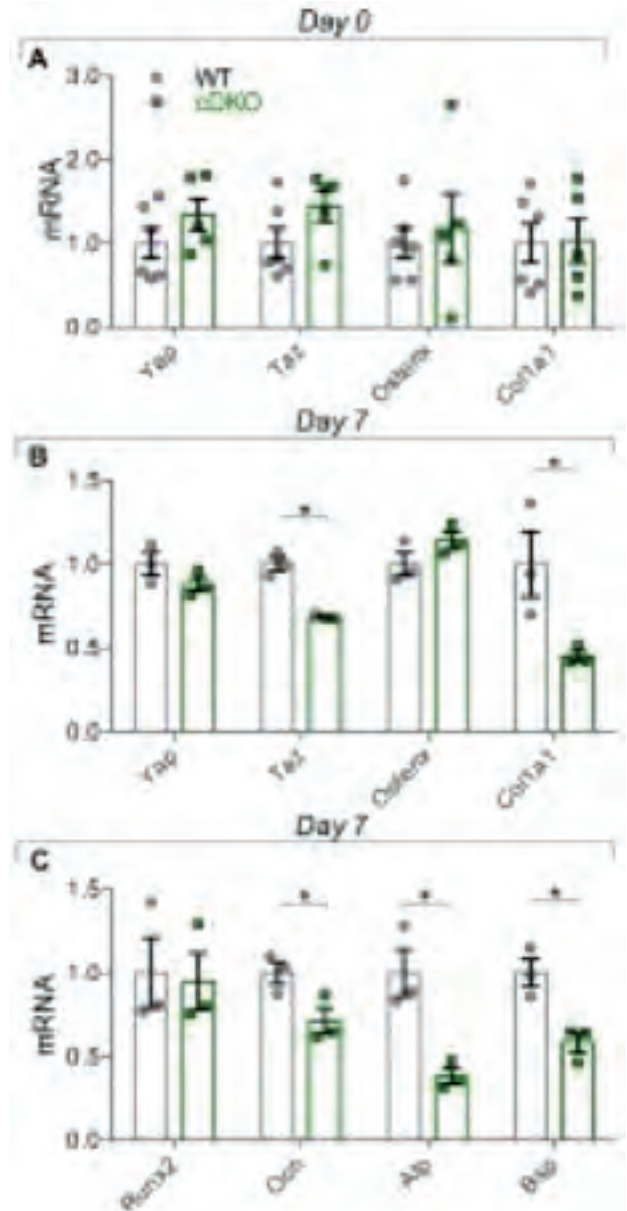 Day 0
A
WT
cDKO
3.0
2.0
1.0
0.0
mRNA
Yap
Taz
Osterix
Col1a1
Day 7
B
*
*
1.5
1.0
0.5
0.0
mRNA
Yap
Taz
Osterix
Col1a1
Day 7
C
*
*
*
1.5
1.0
0.5
0.0
mRNA
Runx2
Ocn
Alp
Bsp